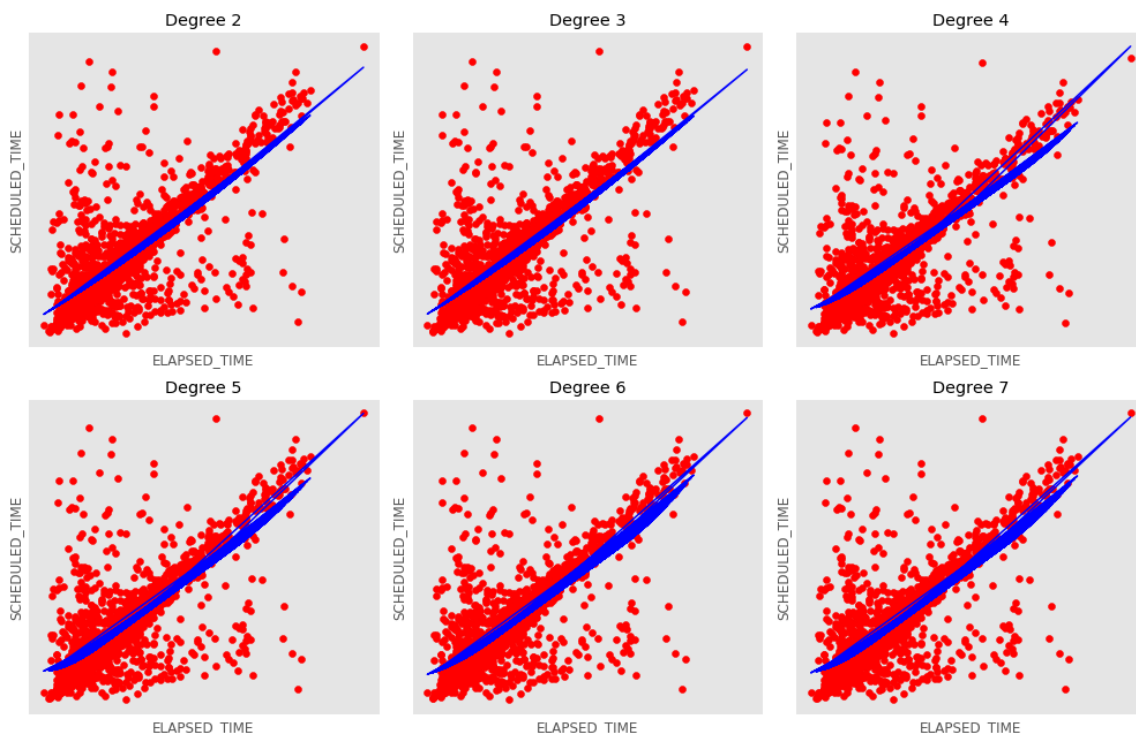 Degree 2
Degree 3
Degree 4
SCHEDULED_TIME
SCHEDULED_TIME
SCHEDULED_TIME
ELAPSED_TIME
ELAPSED_TIME
ELAPSED_TIME
Degree 5
Degree 6
Degree 7
SCHEDULED_TIME
SCHEDULED_TIME
SCHEDULED_TIME
ELAPSED_TIME
ELAPSED_TIME
ELAPSED_TIME